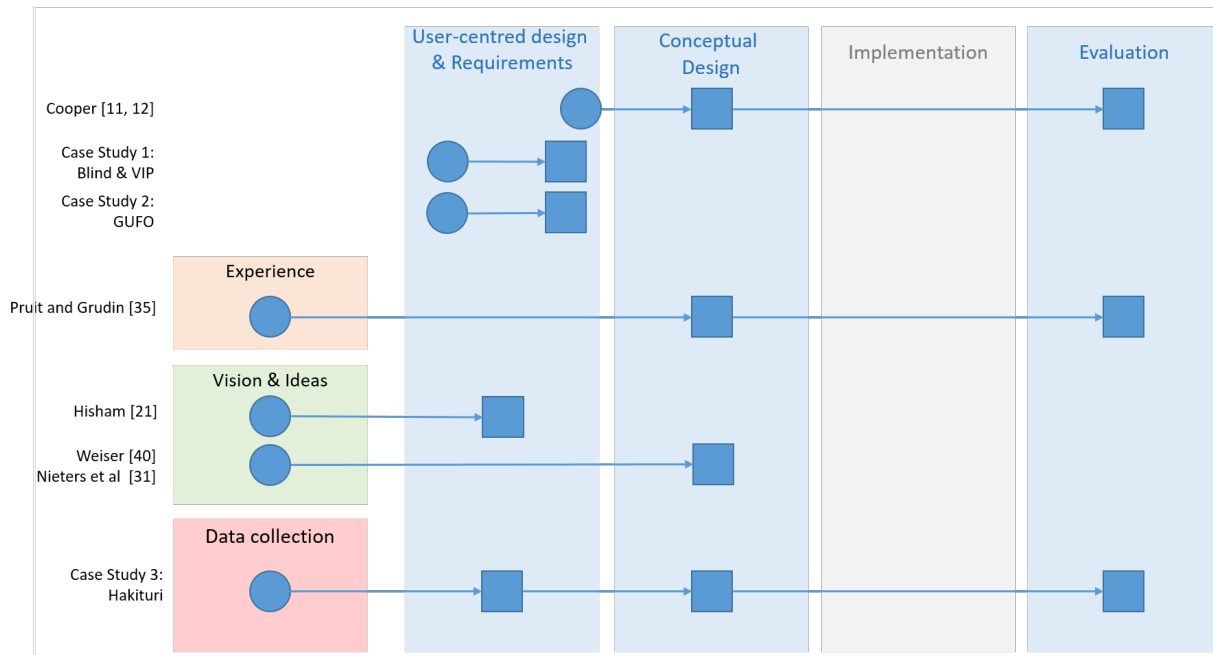 User-centred design
& Requirements
Conceptual
Design
Implementation
Evaluation
Cooper [11, 12]
Case Study 1:
Blind & VIP
Case Study 2:
GUFO
Experience
Pruit and Grudin [35]
Vision & Ideas
Hisham [21]
Weiser [40]
Nieters et al [31]
Data collection
Case Study 3:
Hakituri